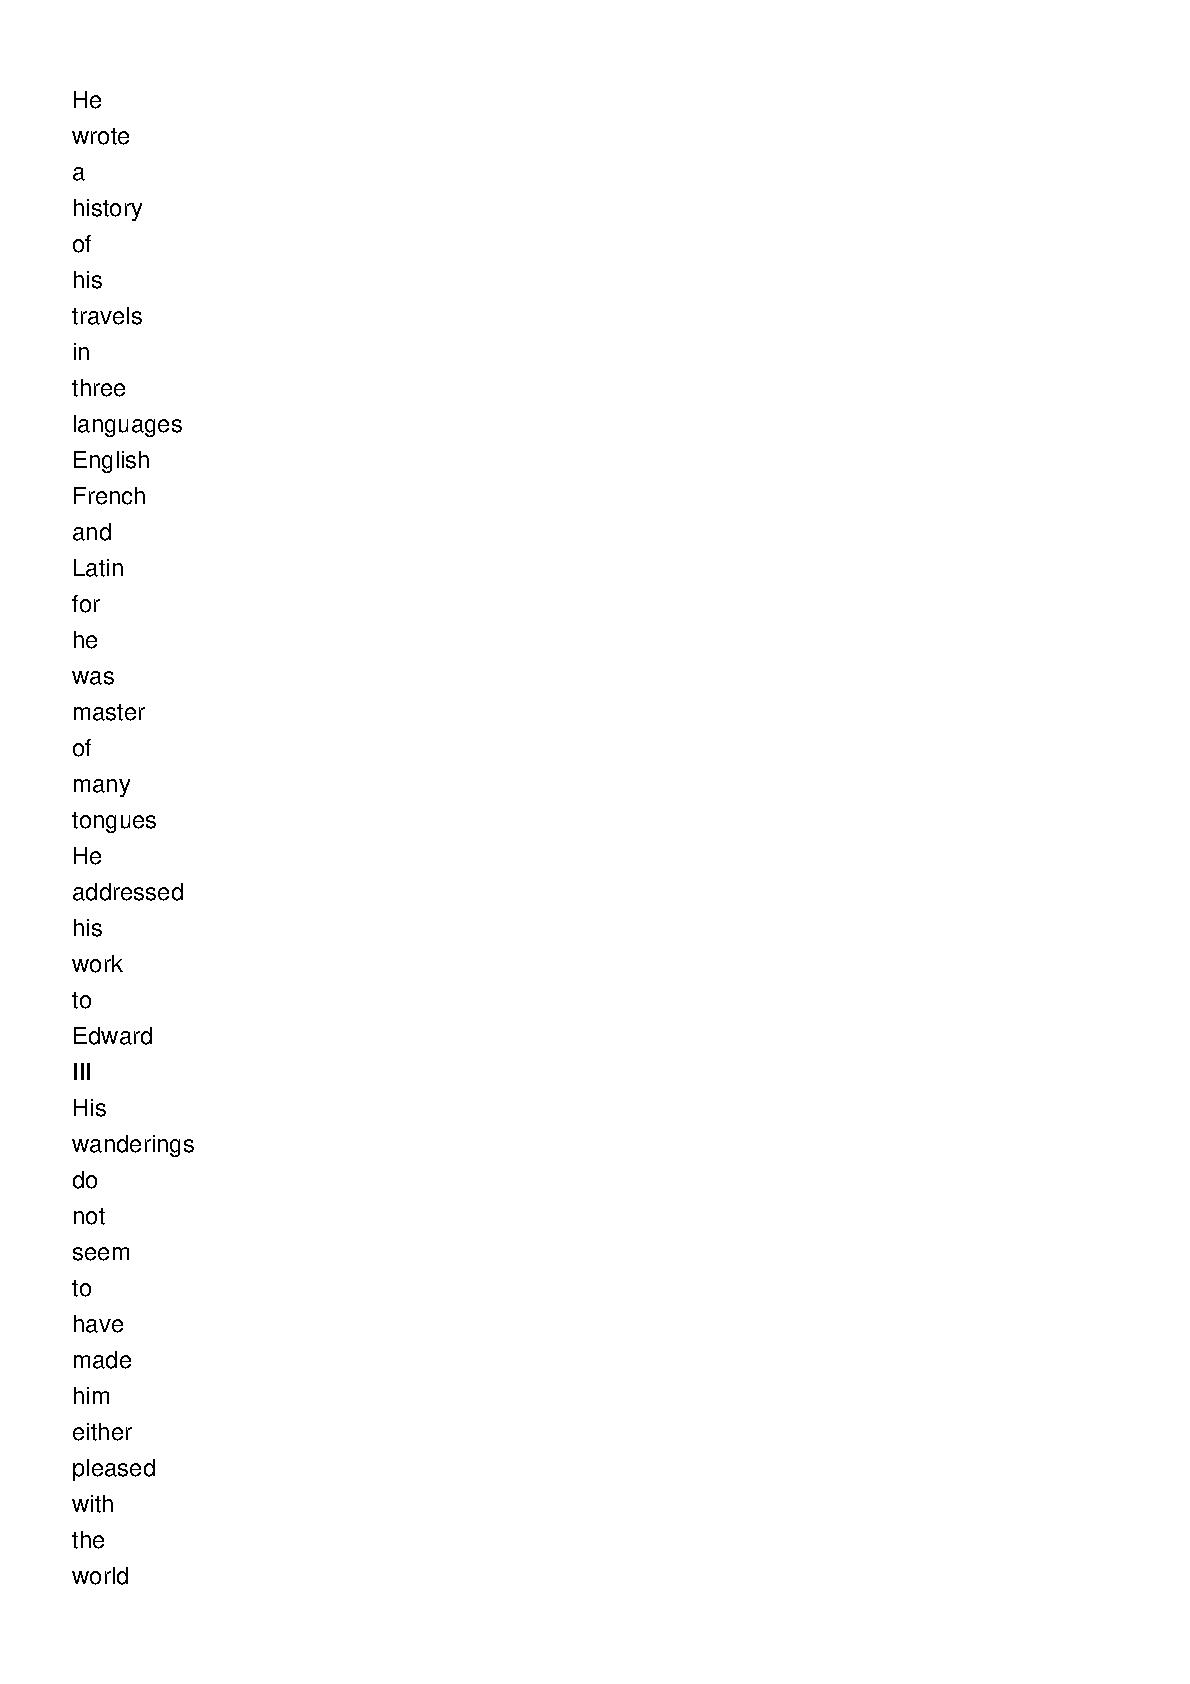 He
wrote
a
history
of
his
travels
in
three
languages
English
French
and
Latin
for
he
was
master
of
many
tongues
He
addressed
his
work
to
Edward
III
His
wanderings
do
not
seem
to
have
made
him
either
pleased
with
the
world